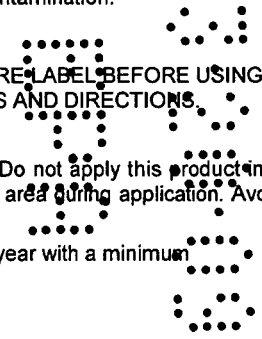 ntamination.
RE LABEL BEFORE USING
S AND DIRECTIONS.
Do not apply this product in
area during application. Avo
year with a minimum